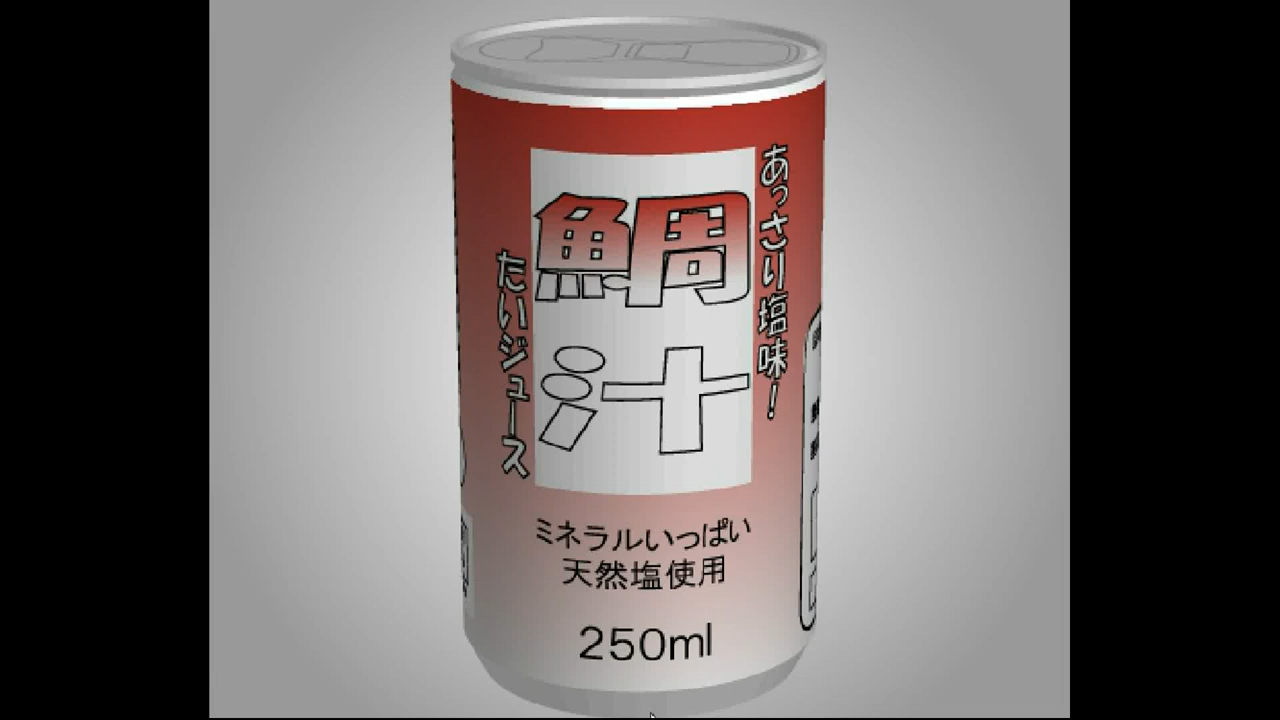 あっさり塩味！
鯛
汁
たいジュース
ミネラルいっぱい
天然塩使用
250ml